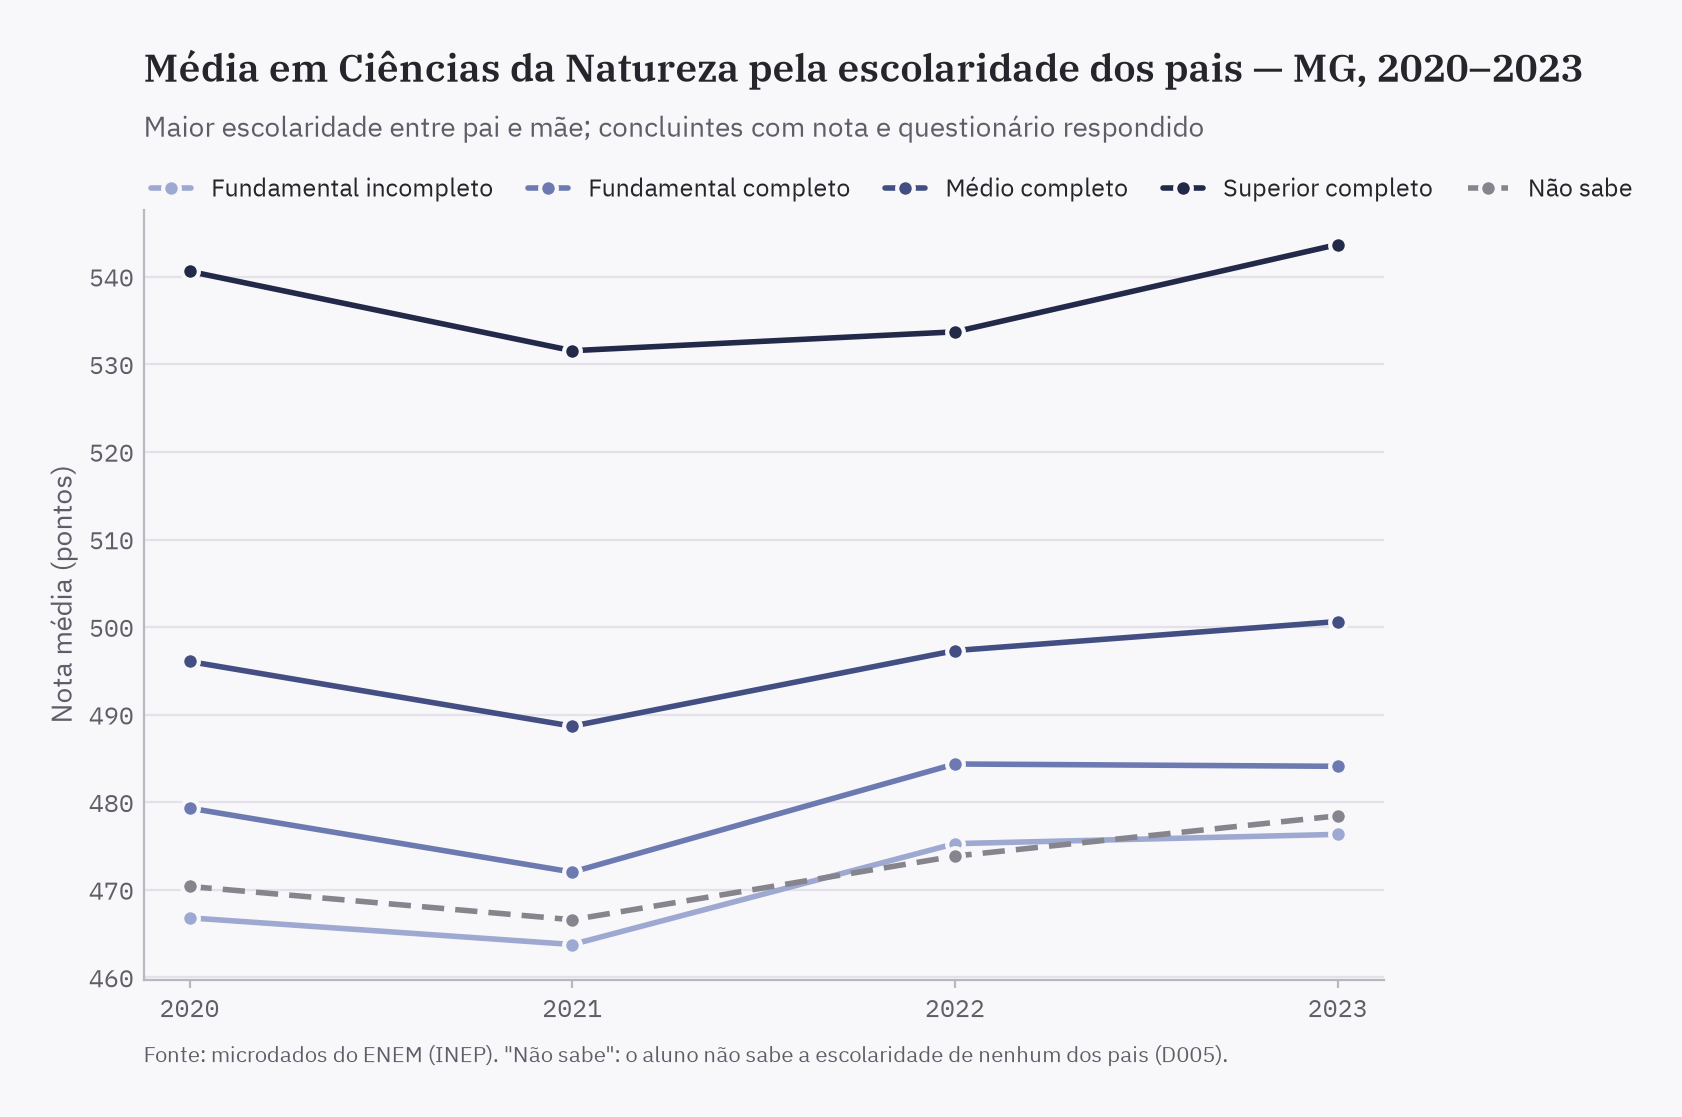 Média em Ciências da Natureza pela escolaridade dos pais — MG, 2020–2023
Maior escolaridade entre pai e mãe; concluintes com nota e questionário respondido
Fundamental incompleto Fundamental completo Médio completo Superior completo Não sabe
Nota média (pontos)
540
530
520
510
500
490
480
470
460
2020 2021 2022 2023
Fonte: microdados do ENEM (INEP). "Não sabe": o aluno não sabe a escolaridade de nenhum dos pais (D005).